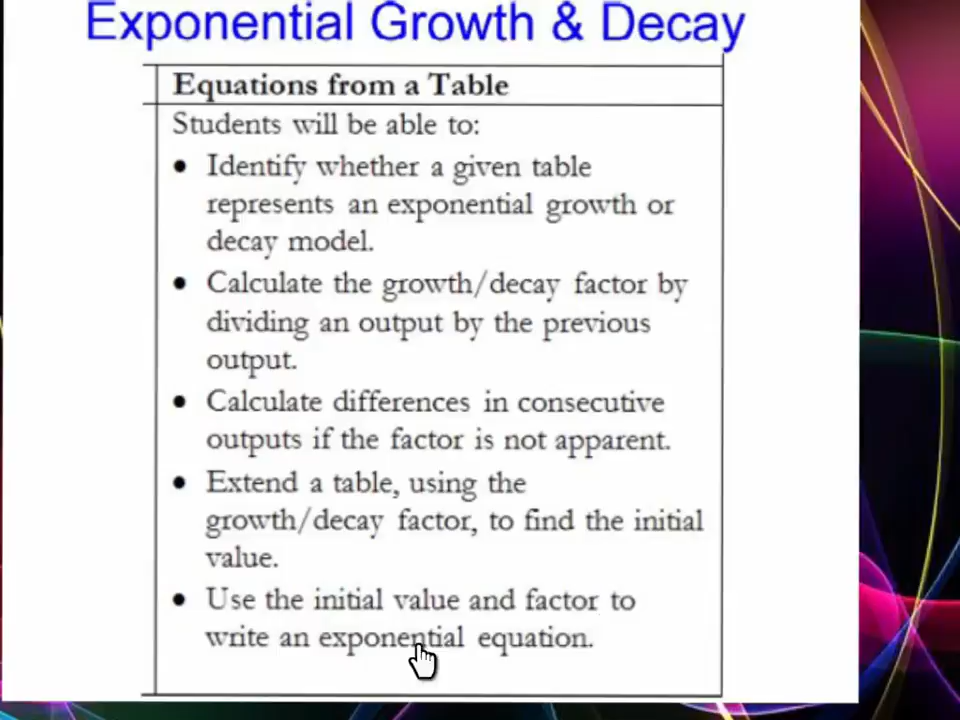 Exponential Growth & Decay
Equations from a Table
Students will be able to:
• Identify whether a given table
represents an exponential growth or
decay model.
• Calculate the growth/decay factor by
dividing an output by the previous
output.
• Calculate differences in consecutive
outputs if the factor is not apparent.
• Extend a table, using the
growth/decay factor, to find the initial
value.
• Use the initial value and factor to
write an exponential equation.